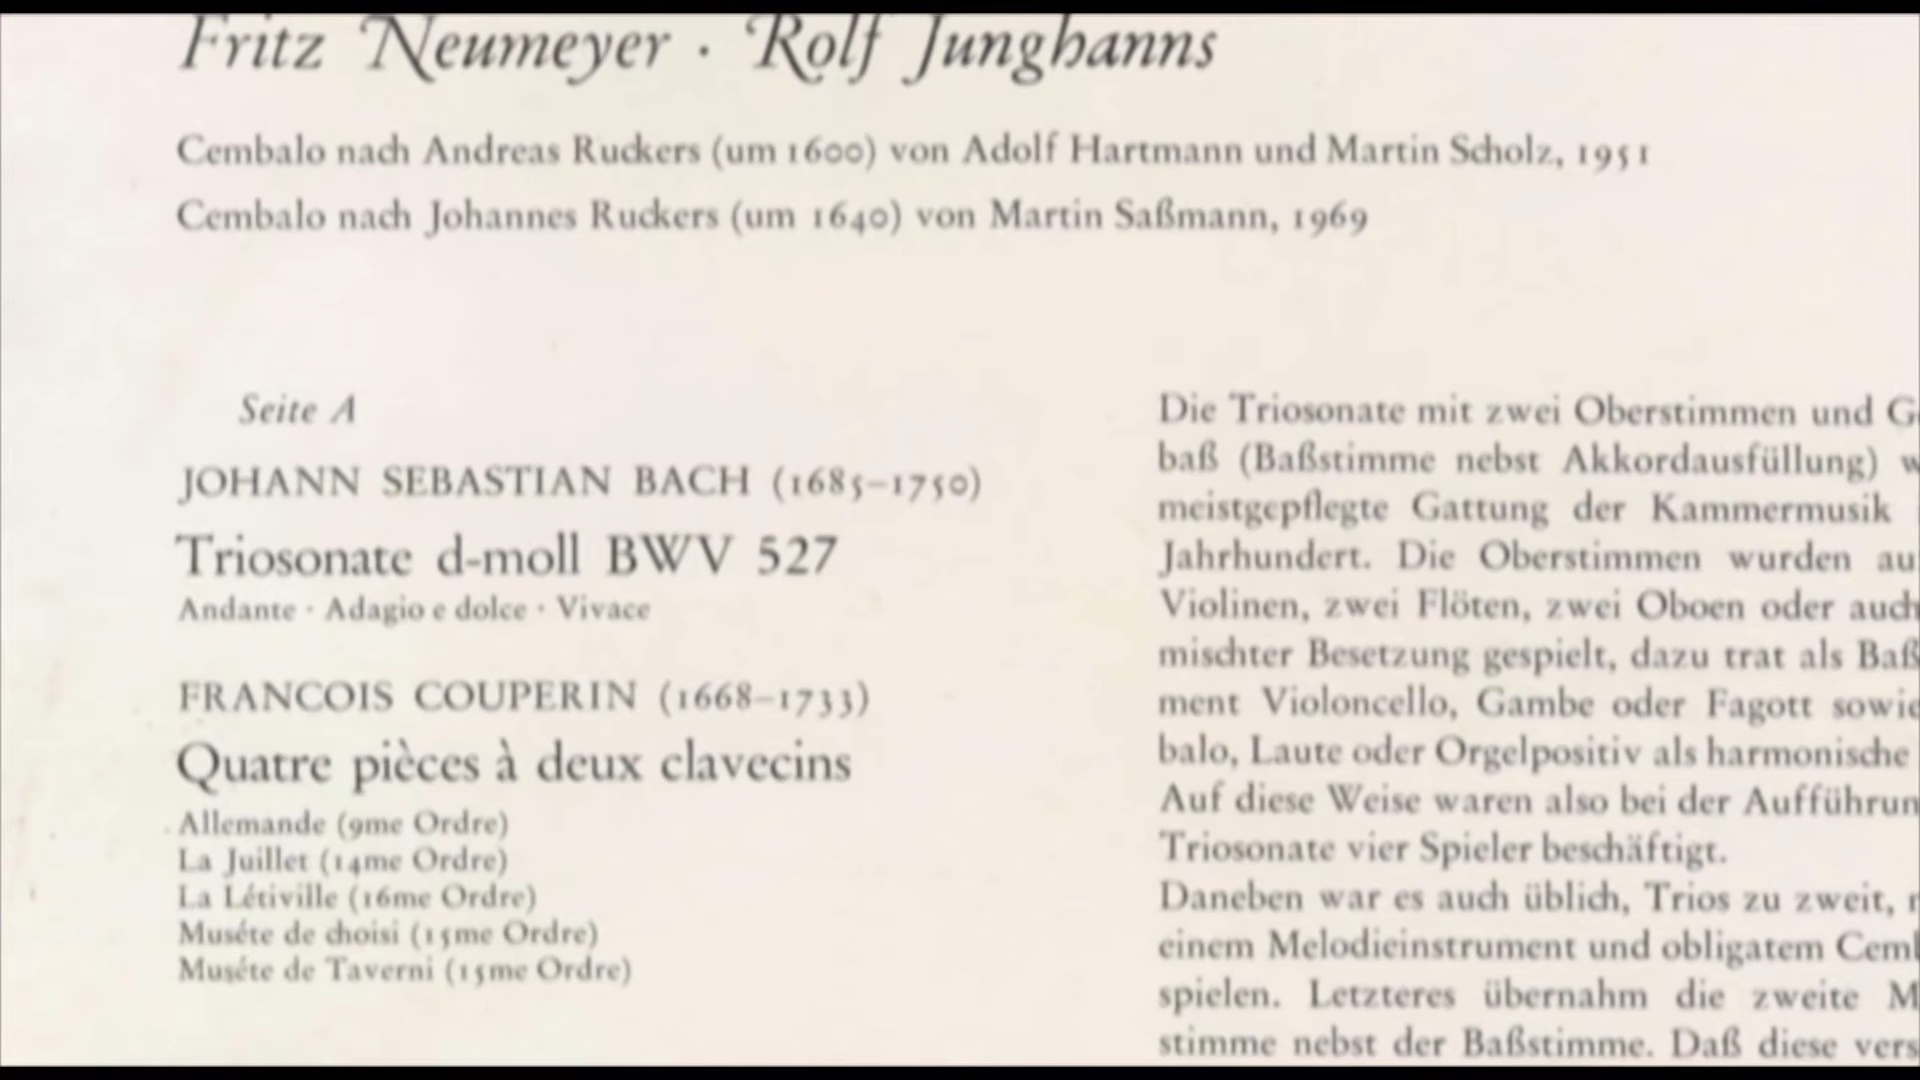 Fritz Neumeyer · Rolf Junghanns
Cembalo nach Andreas Ruckers (um 1600) von Adolf Hartmann und Martin Scholz, 1951
Cembalo nach Johannes Ruckers (um 1640) von Martin Saßmann, 1969
Seite A
JOHANN SEBASTIAN BACH (1685–1750)
Triosonate d-moll BWV 527
Andante · Adagio e dolce · Vivace
FRANCOIS COUPERIN (1668–1733)
Quatre pièces à deux clavecins
Allemande (9me Ordre)
La Juillet (14me Ordre)
La Létiville (16me Ordre)
Muséte de choisi (15me Ordre)
Muséte de Taverni (15me Ordre)
Die Triosonate mit zwei Oberstimmen und
baß (Baßstimme nebst Akkordausfüllung)
meistgepflegte Gattung der Kammermusik
Jahrhundert. Die Oberstimmen wurden
Violinen, zwei Flöten, zwei Oboen oder auch
mischter Besetzung gespielt, dazu trat als Baß
ment Violoncello, Gambe oder Fagott sowie
balo, Laute oder Orgelpositiv als harmonische
Auf diese Weise waren also bei der Aufführun
Triosonate vier Spieler beschäftigt.
Daneben war es auch üblich, Trios zu zweit,
einem Melodieinstrument und obligatem Cem
spielen. Letzteres übernahm die zweite M
stimme nebst der Baßstimme. Daß diese vers